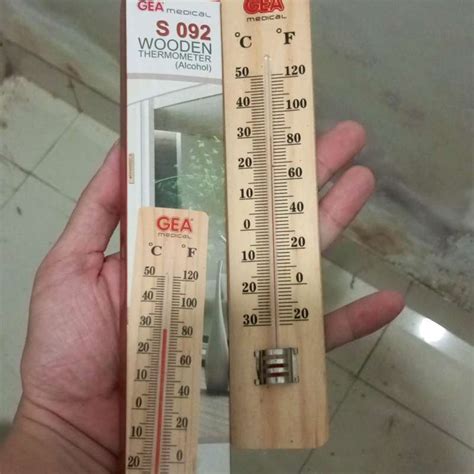 GEA medical
S 092
WOODEN
THERMOMETER
(Alcohol)
GEA
medical
°C °F
50 120
40 100
30 80
20 60
10 40
0 20
10 0
20
GEA
medical
°C °F
50 120
40 100
30 80
20 60
10 40
0 20
10 0
20
30 20